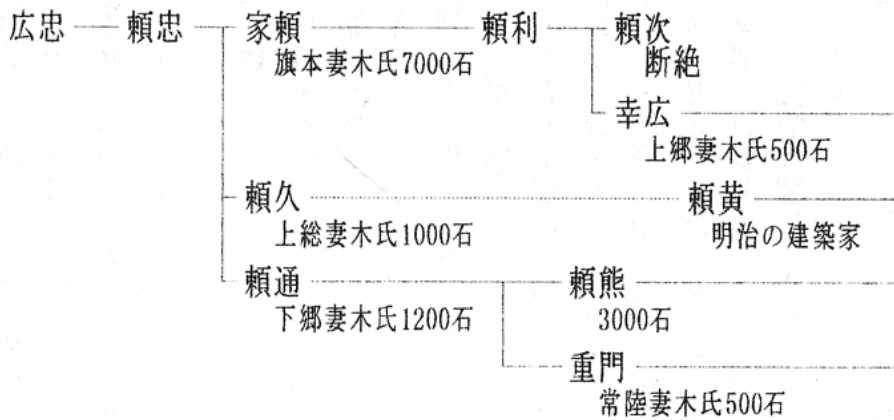 広忠 頼忠 家頼 頼利 頼次
旗本妻木氏7000石 断絶
幸広
上郷妻木氏500石
頼久 頼黄
上総妻木氏1000石 明治の建築家
頼通 頼熊
下郷妻木氏1200石 3000石
重門
常陸妻木氏500石